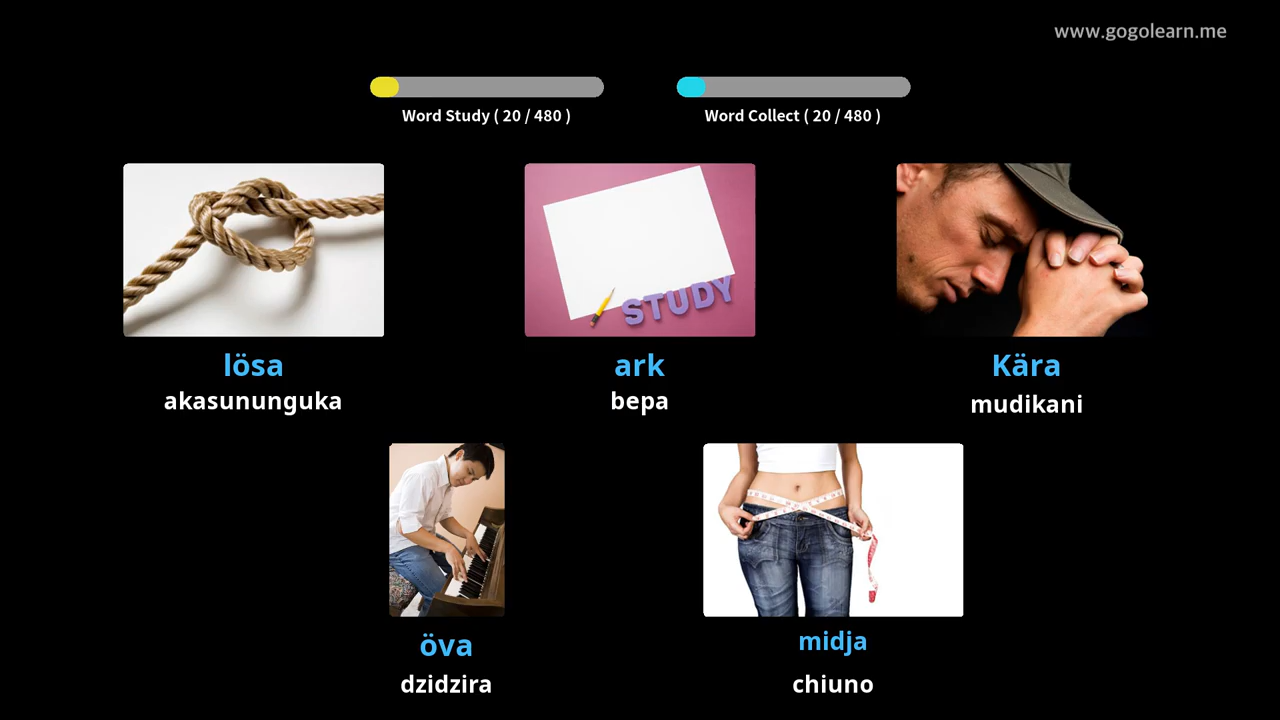 www.gogolearn.me
Word Study ( 20 / 480 )
Word Collect ( 20 / 480 )
STUDY
lösa
akasununguka
ark
bepa
Kära
mudikani
öva
dzidzira
midja
chiuno